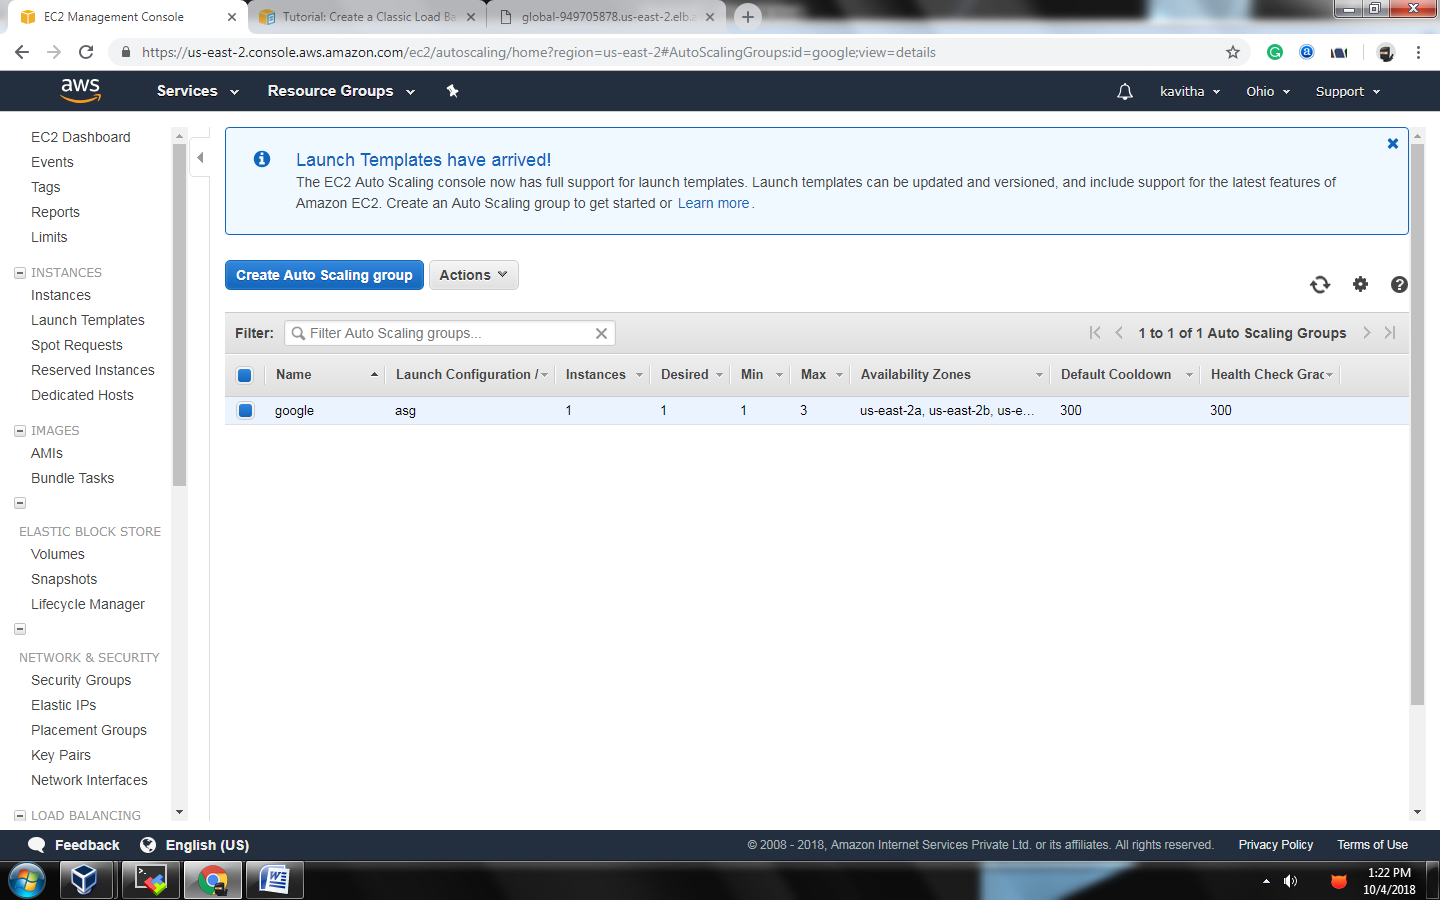 EC2 Management Console
Tutorial: Create a Classic Load Ba
global-949705878.us-east-2.elb.a
https://us-east-2.console.aws.amazon.com/ec2/autoscaling/home?region=us-east-2#AutoScalingGroups:id=google;view=details
aws
Services
Resource Groups
kavitha
Ohio
Support
EC2 Dashboard
Events
Tags
Reports
Limits
INSTANCES
Instances
Launch Templates
Spot Requests
Reserved Instances
Dedicated Hosts
IMAGES
AMIs
Bundle Tasks
ELASTIC BLOCK STORE
Volumes
Snapshots
Lifecycle Manager
NETWORK & SECURITY
Security Groups
Elastic IPs
Placement Groups
Key Pairs
Network Interfaces
LOAD BALANCING
Launch Templates have arrived!
The EC2 Auto Scaling console now has full support for launch templates. Launch templates can be updated and versioned, and include support for the latest features of
Amazon EC2. Create an Auto Scaling group to get started or Learn more.
Create Auto Scaling group
Actions
Filter:
Filter Auto Scaling groups...
1 to 1 of 1 Auto Scaling Groups
Name Launch Configuration / Instances Desired Min Max Availability Zones Default Cooldown Health Check Grac
google asg 1 1 1 3 us-east-2a, us-east-2b, us-e... 300 300
Feedback
English (US)
© 2008 - 2018, Amazon Internet Services Private Ltd. or its affiliates. All rights reserved.
Privacy Policy
Terms of Use
1:22 PM
10/4/2018